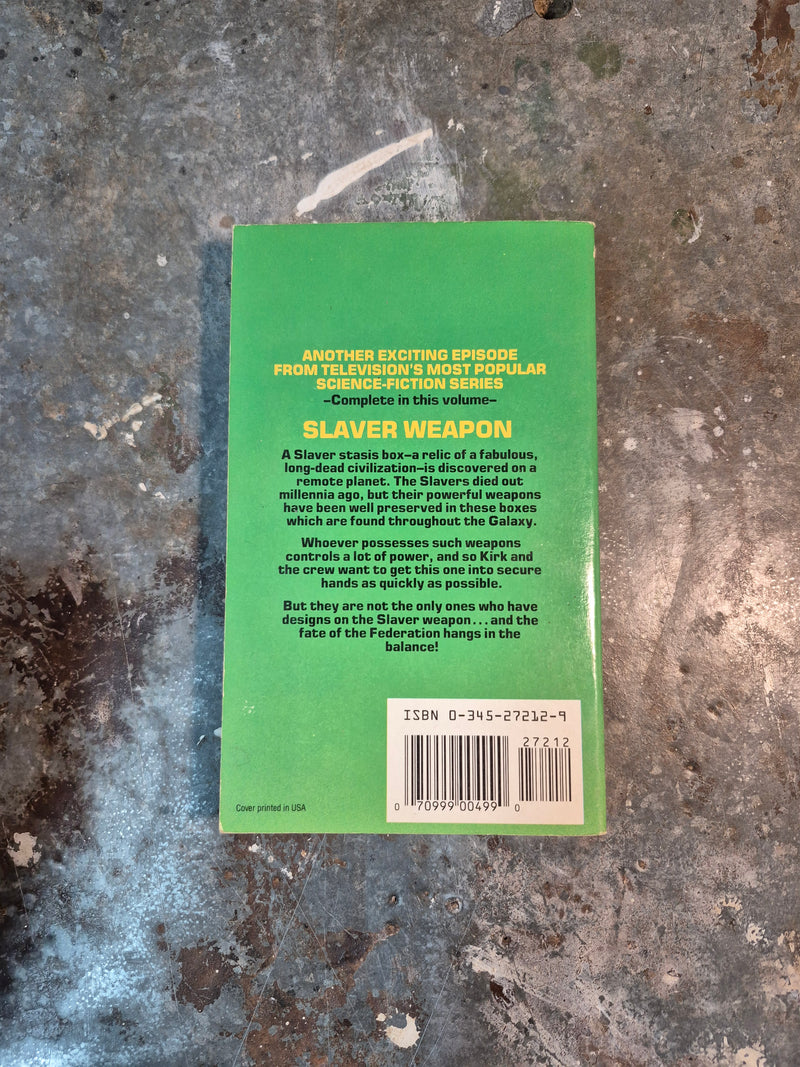 ANOTHER EXCITING EPISODE
FROM TELEVISION'S MOST POPULAR
SCIENCE-FICTION SERIES
–Complete in this volume–
SLAVER WEAPON
A Slaver stasis box–a relic of a fabulous,
long-dead civilization–is discovered on a
remote planet. The Slavers died out
millennia ago, but their powerful weapons
have been well preserved in these boxes
which are found throughout the Galaxy.
Whoever possesses such weapons
controls a lot of power, and so Kirk and
the crew want to get this one into secure
hands as quickly as possible.
But they are not the only ones who have
designs on the Slaver weapon...and the
fate of the Federation hangs in the
balance!
ISBN 0-345-27212-9
27212
0 70999 00499 0
Cover printed in USA